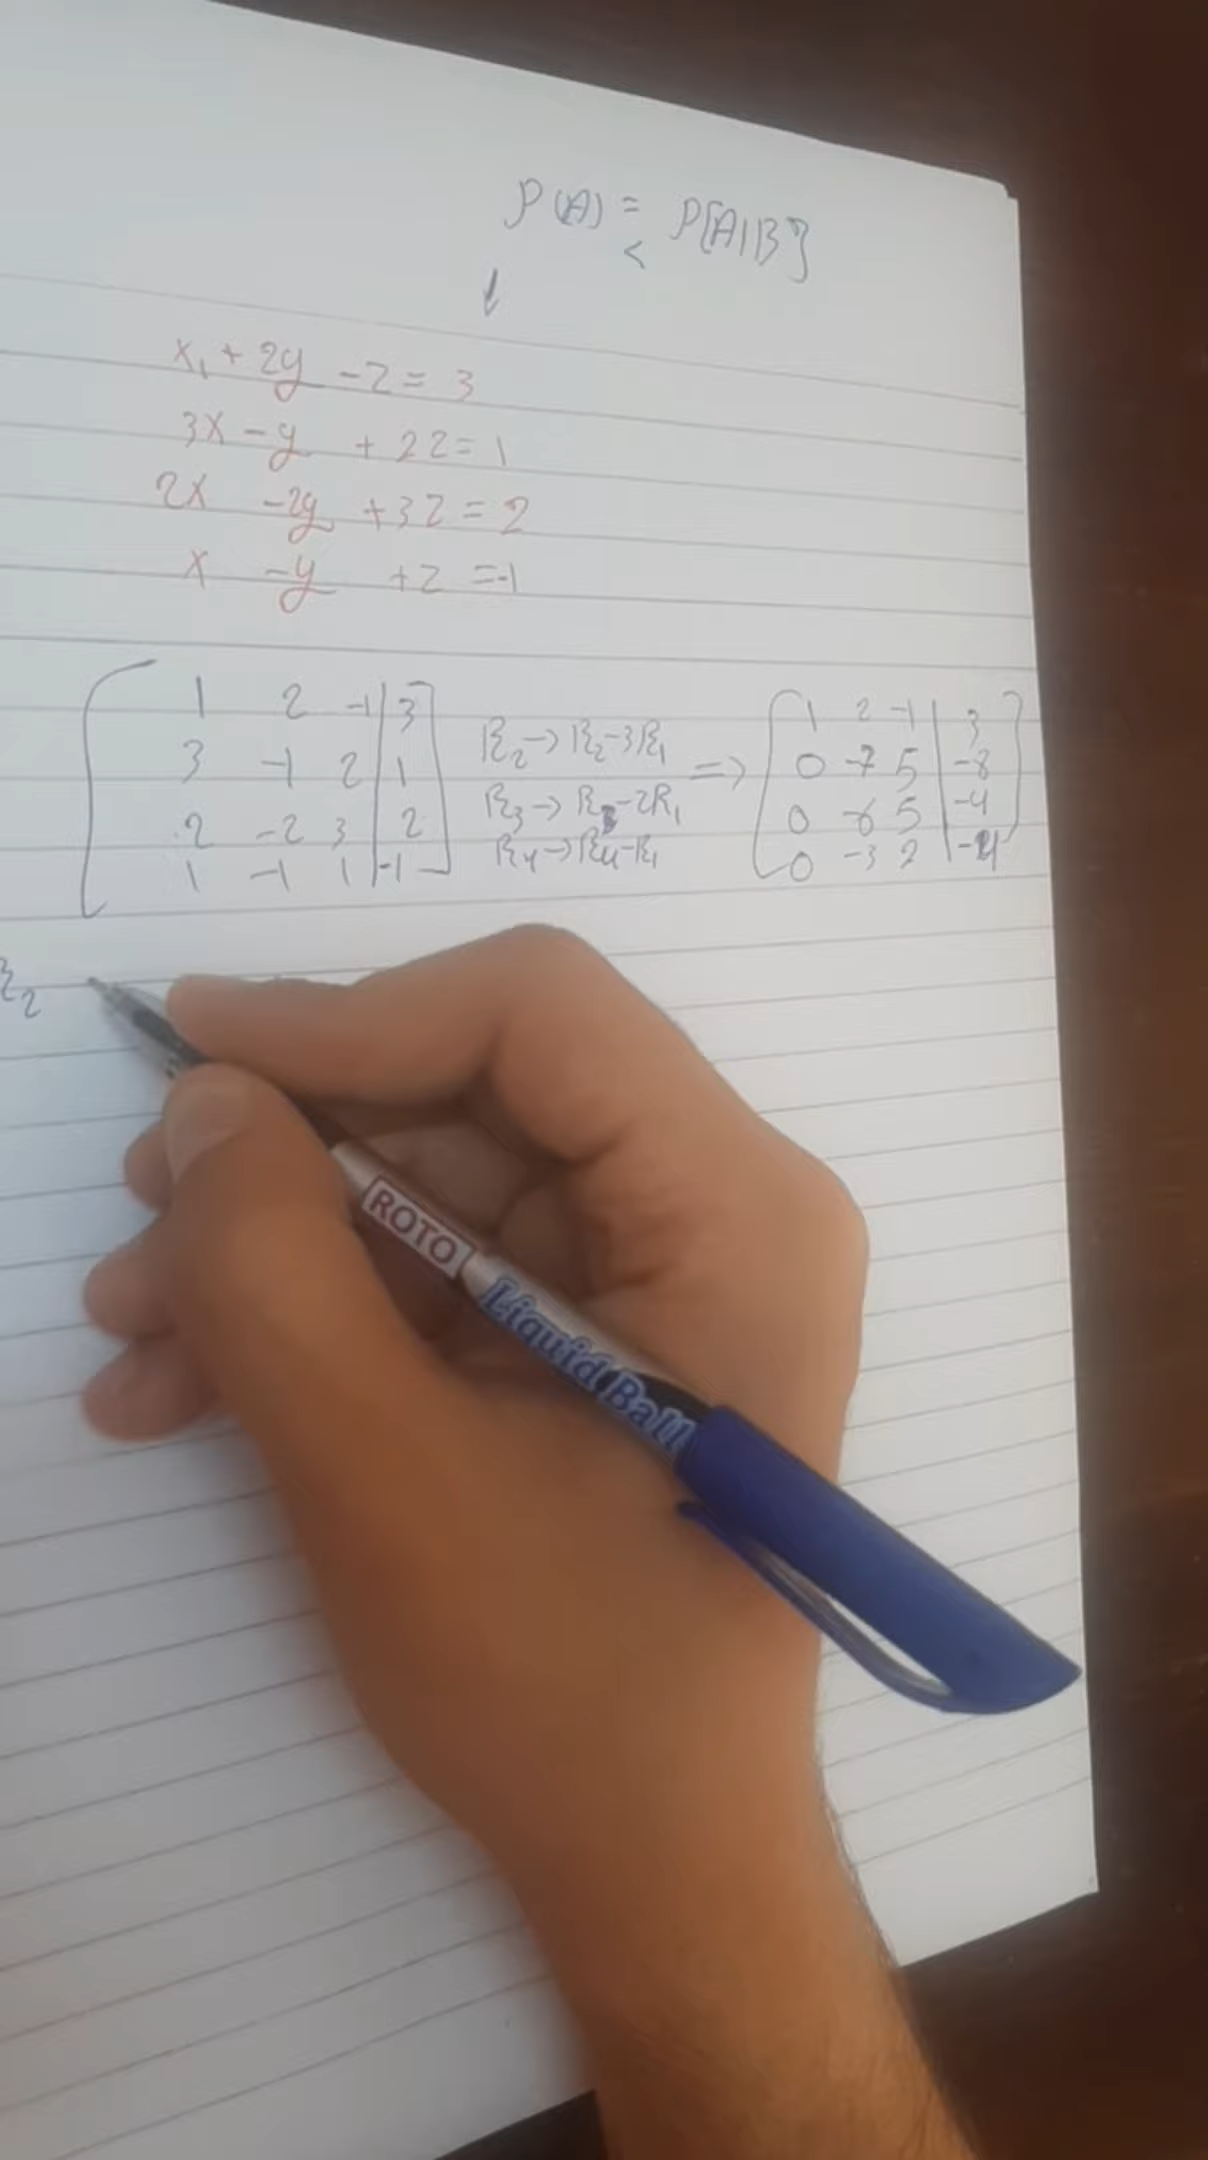 ρ(A) = ρ[A|B]
<
↓
x₁ + 2y - z = 3
3x - y + 2z = 1
2x - 2y + 3z = 2
x - y + z = -1
1 2 -1 | 3
3 -1 2 | 1
2 -2 3 | 2
1 -1 1 | -1
R₂ → R₂ - 3R₁
R₃ → R₃ - 2R₁
R₄ → R₄ - R₁
=>
1 2 -1 | 3
0 -7 5 | -8
0 -6 5 | -4
0 -3 2 | -4
R₂
ROTO
Liquid Ball